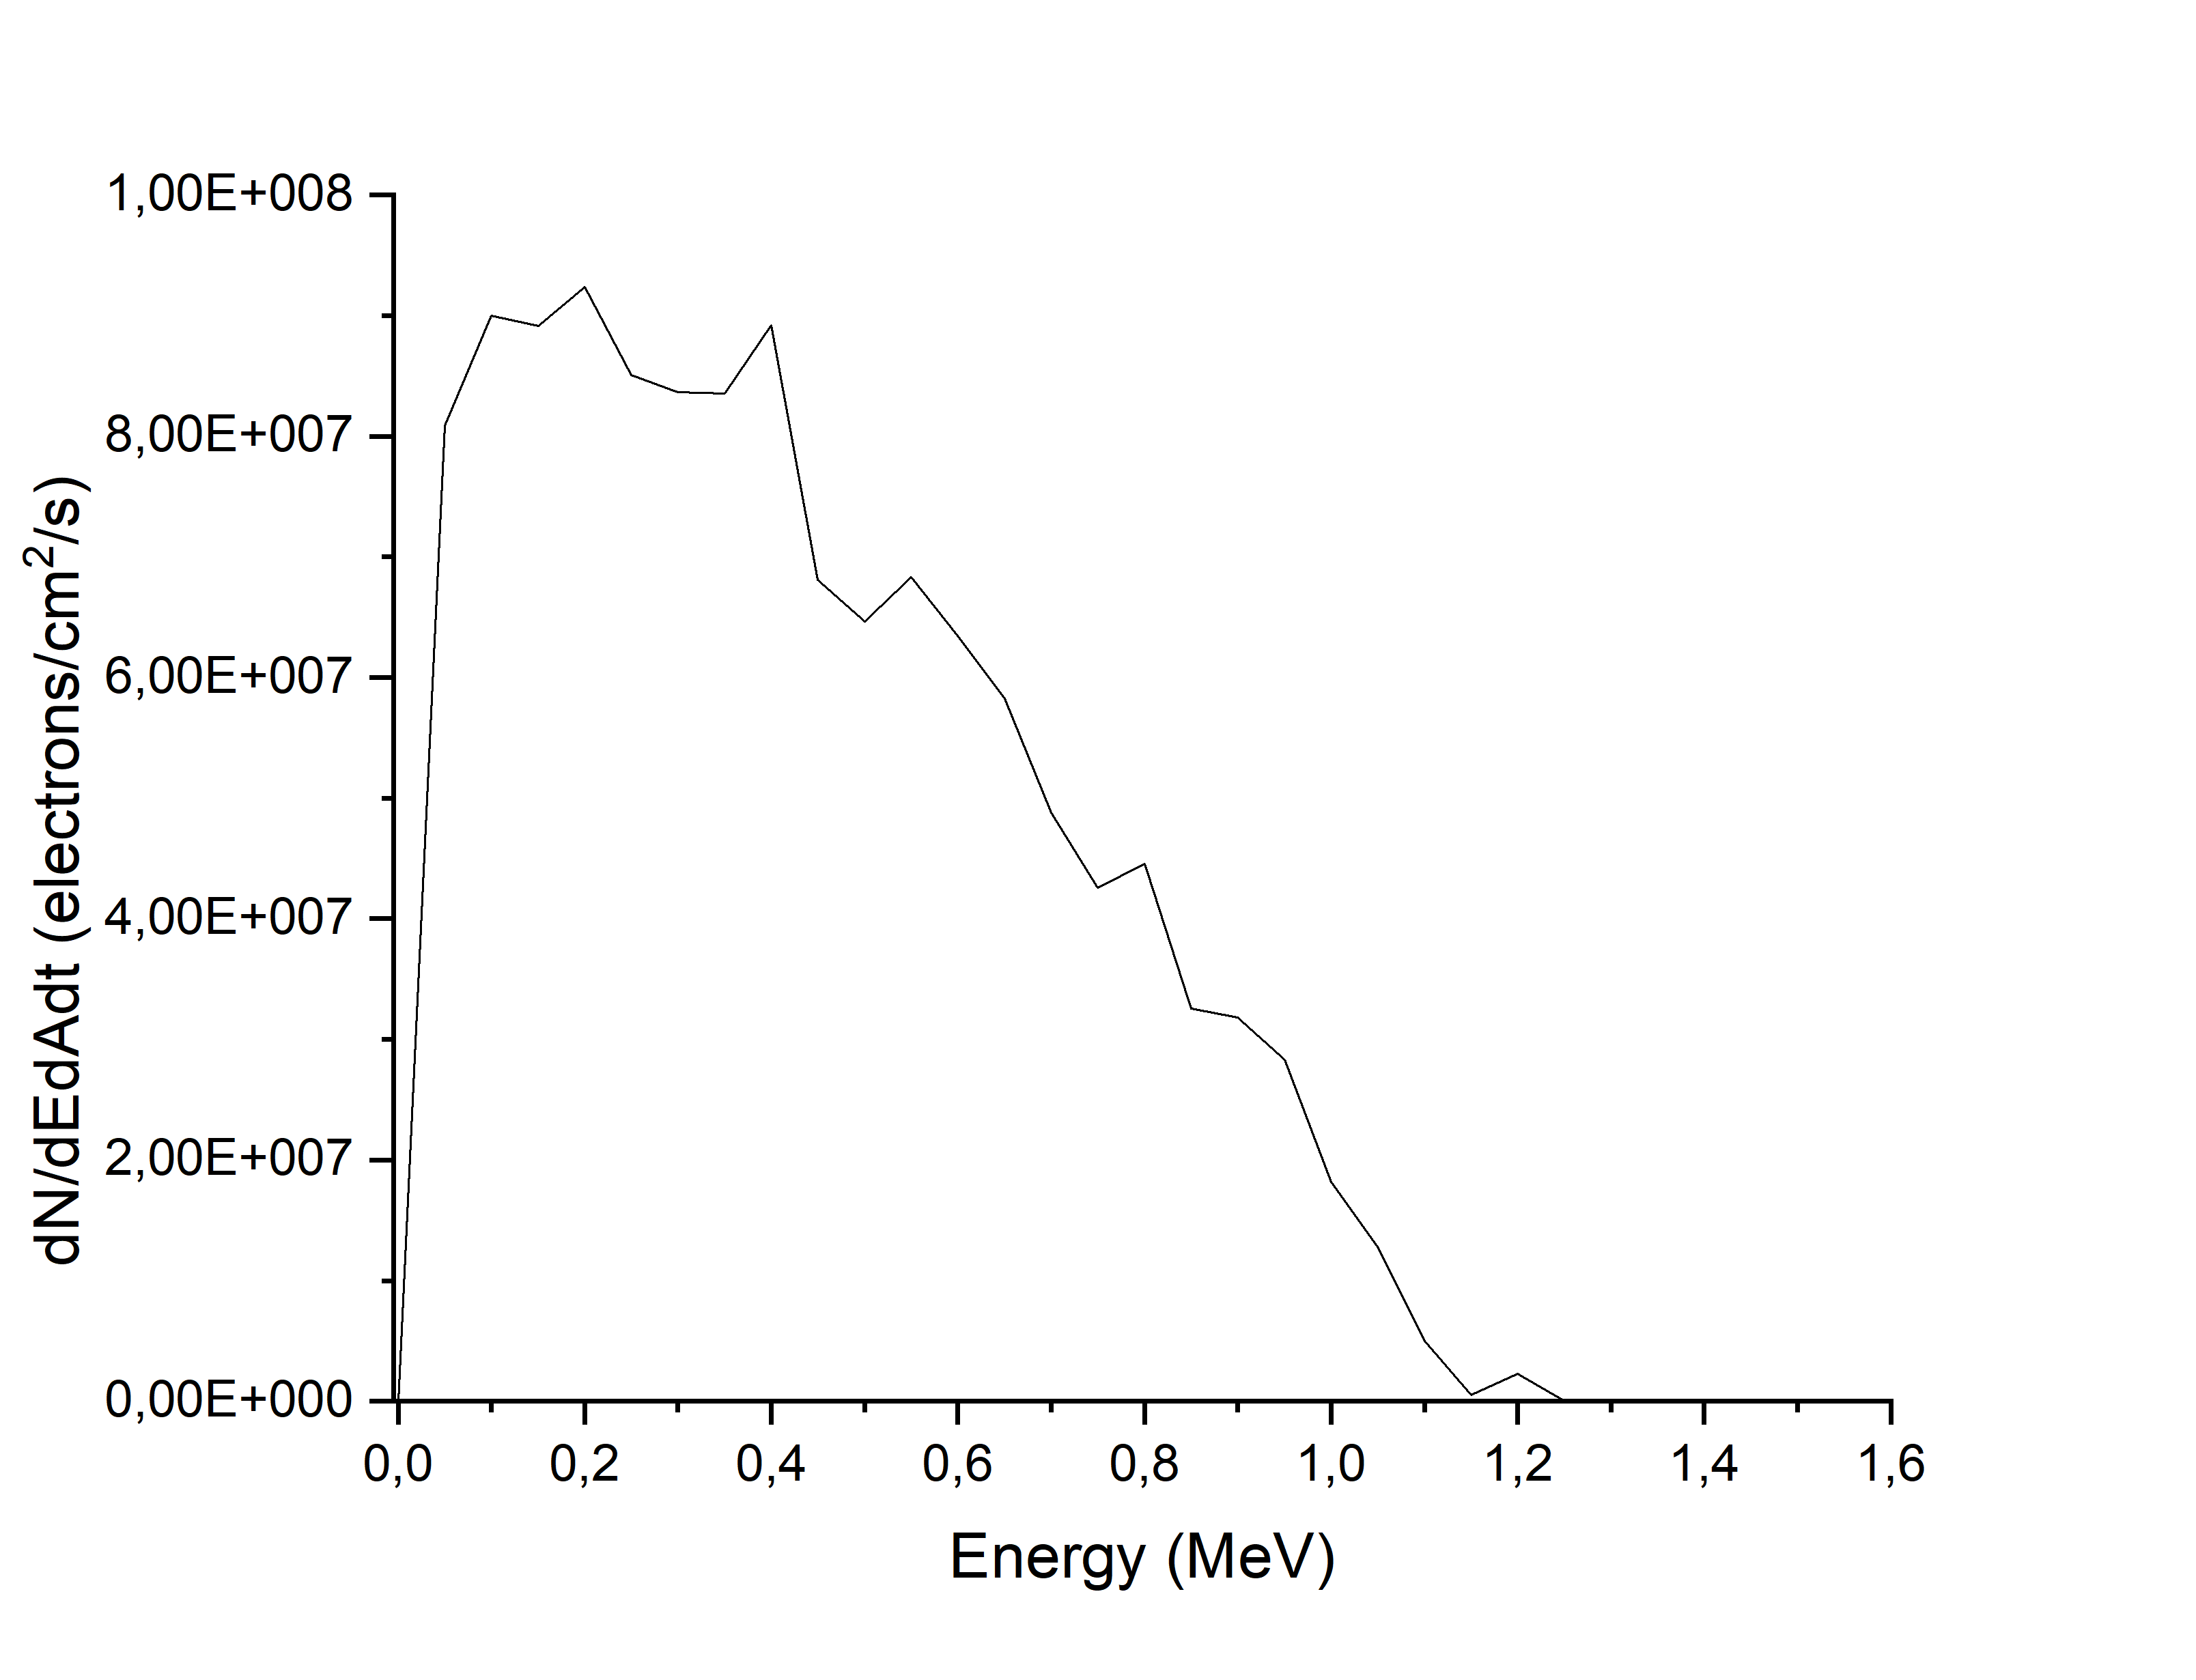 1,00E+008
8,00E+007
6,00E+007
4,00E+007
2,00E+007
0,00E+000
dN/dEdAdt (electrons/cm²/s)
0,0 0,2 0,4 0,6 0,8 1,0 1,2 1,4 1,6
Energy (MeV)